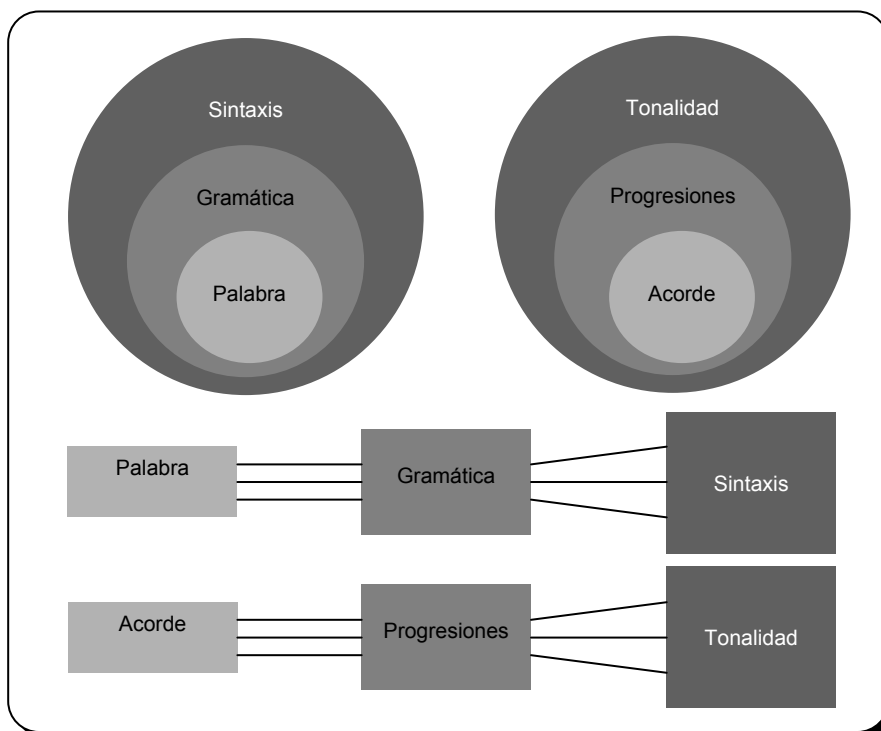 Sintaxis
Gramática
Palabra
Tonalidad
Progresiones
Acorde
Palabra
Gramática
Sintaxis
Acorde
Progresiones
Tonalidad